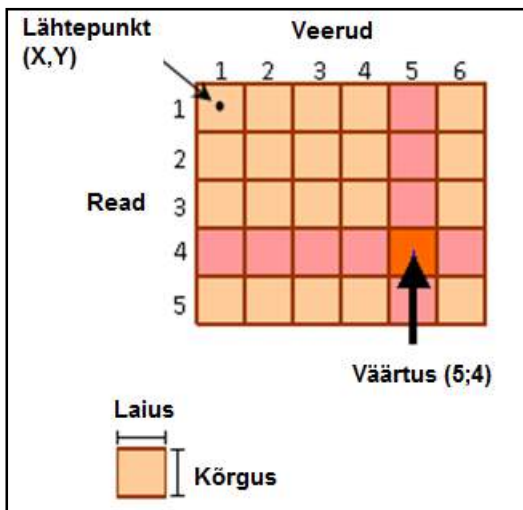 Lähtepunkt
(X,Y)
Veerud
1 2 3 4 5 6
1
2
Read
3
4
5
Väärtus (5;4)
Laius
Kõrgus